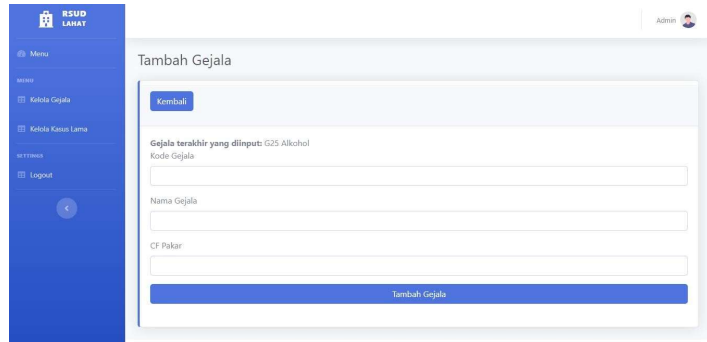 RSUD
LAHAT
Admin
Menu
MENU
Kelola Gejala
Kelola Kasus Lama
SETTINGS
Logout
Tambah Gejala
Kembali
Gejala terakhir yang diinput: G25 Alkohol
Kode Gejala
Nama Gejala
CF Pakar
Tambah Gejala